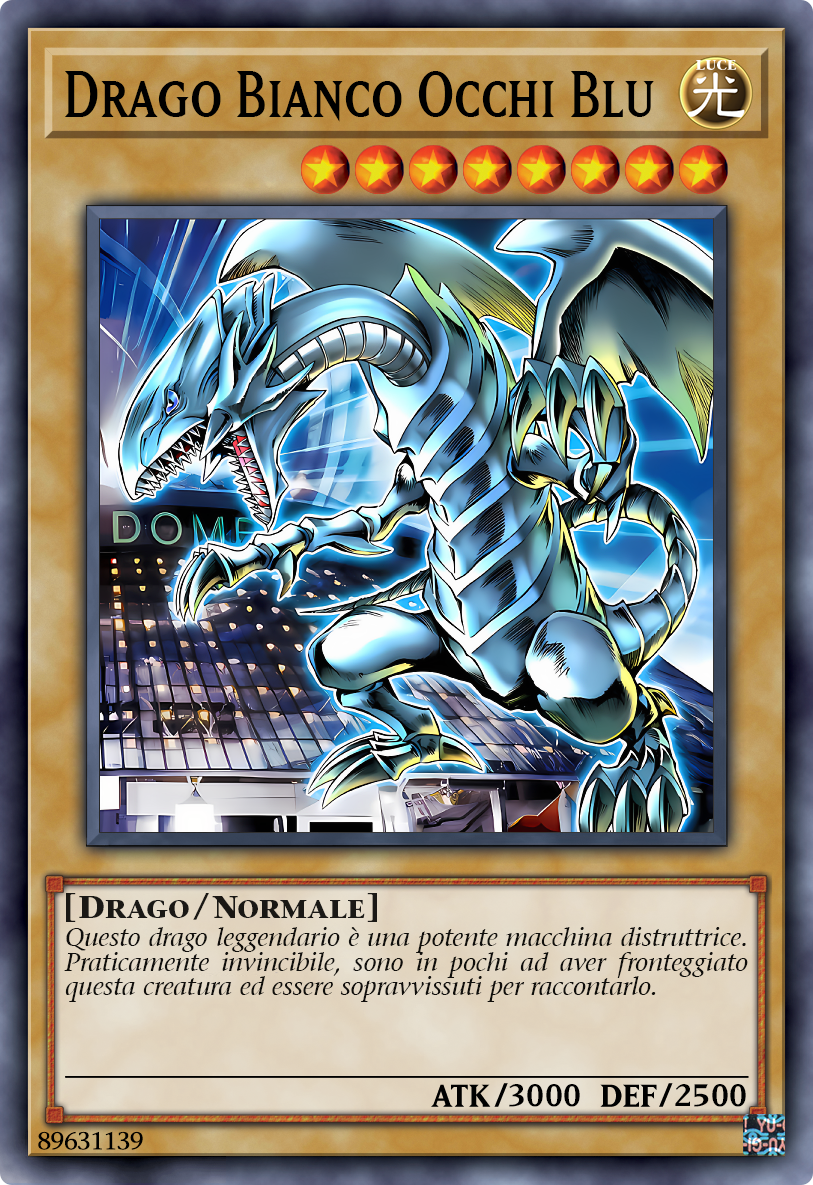 Drago Bianco Occhi Blu
LUCE
光
DOME
[Drago/Normale]
Questo drago leggendario è una potente macchina distruttrice.
Praticamente invincibile, sono in pochi ad aver fronteggiato
questa creatura ed essere sopravvissuti per raccontarlo.
ATK/3000 DEF/2500
89631139